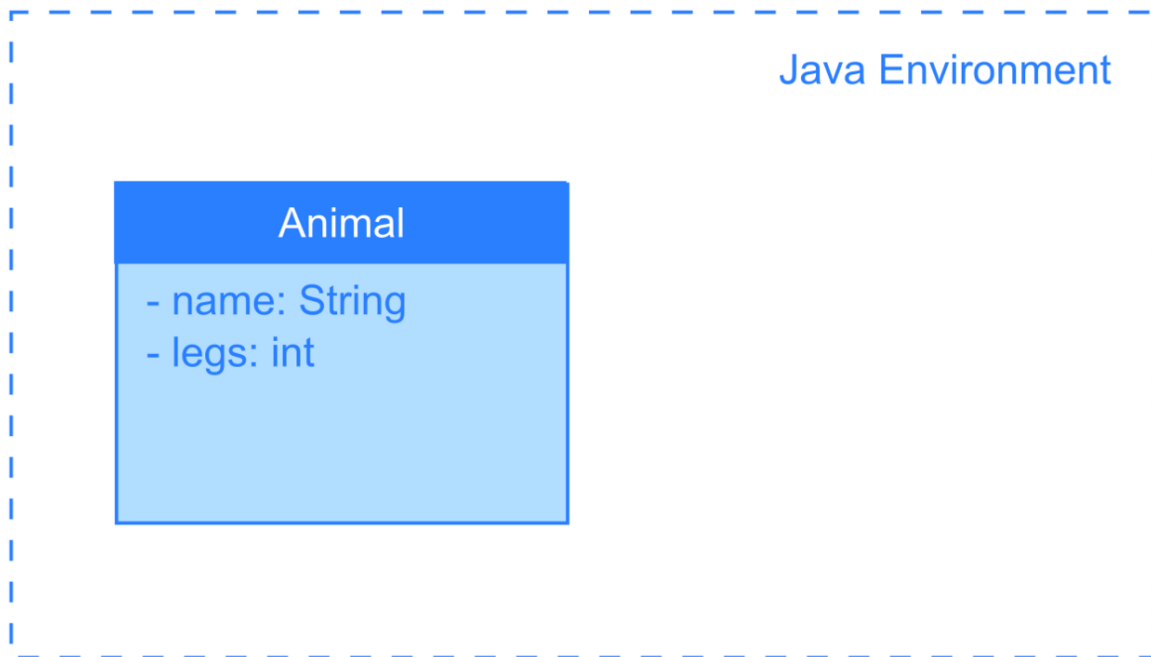 Java Environment
Animal
- name: String
- legs: int